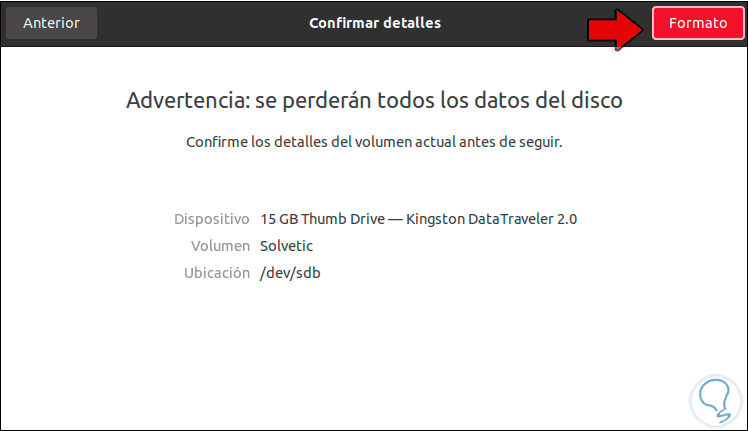 Anterior
Confirmar detalles
Formato
Advertencia: se perderán todos los datos del disco
Confirme los detalles del volumen actual antes de seguir.
Dispositivo 15 GB Thumb Drive — Kingston DataTraveler 2.0
Volumen Solvetic
Ubicación /dev/sdb